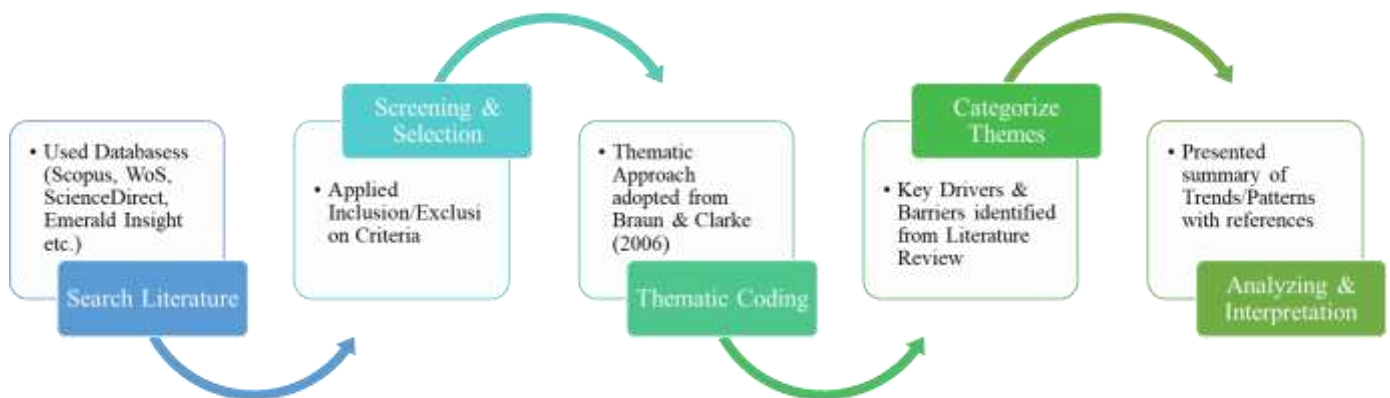 • Used Databasess
(Scopus, WoS,
ScienceDirect,
Emerald Insight
etc.)
Search Literature
Screening &
Selection
• Applied
Inclusion/Exclusi
on Criteria
• Thematic
Approach
adopted from
Braun & Clarke
(2006)
Thematic Coding
Categorize
Themes
• Key Drivers &
Barriers identified
from Literature
Review
• Presented
summary of
Trends/Patterns
with references
Analyzing &
Interpretation